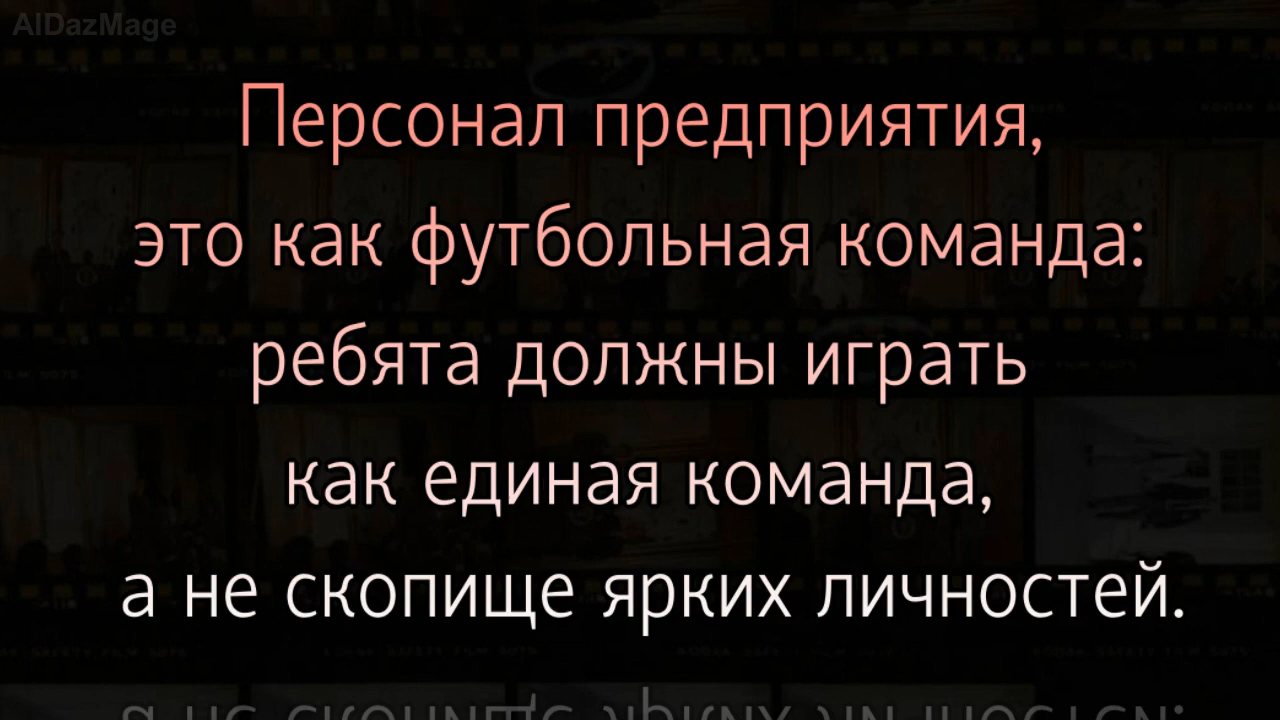 AIDazMage
Персонал предприятия,
это как футбольная команда:
ребята должны играть
как единая команда,
а не скопище ярких личностей.